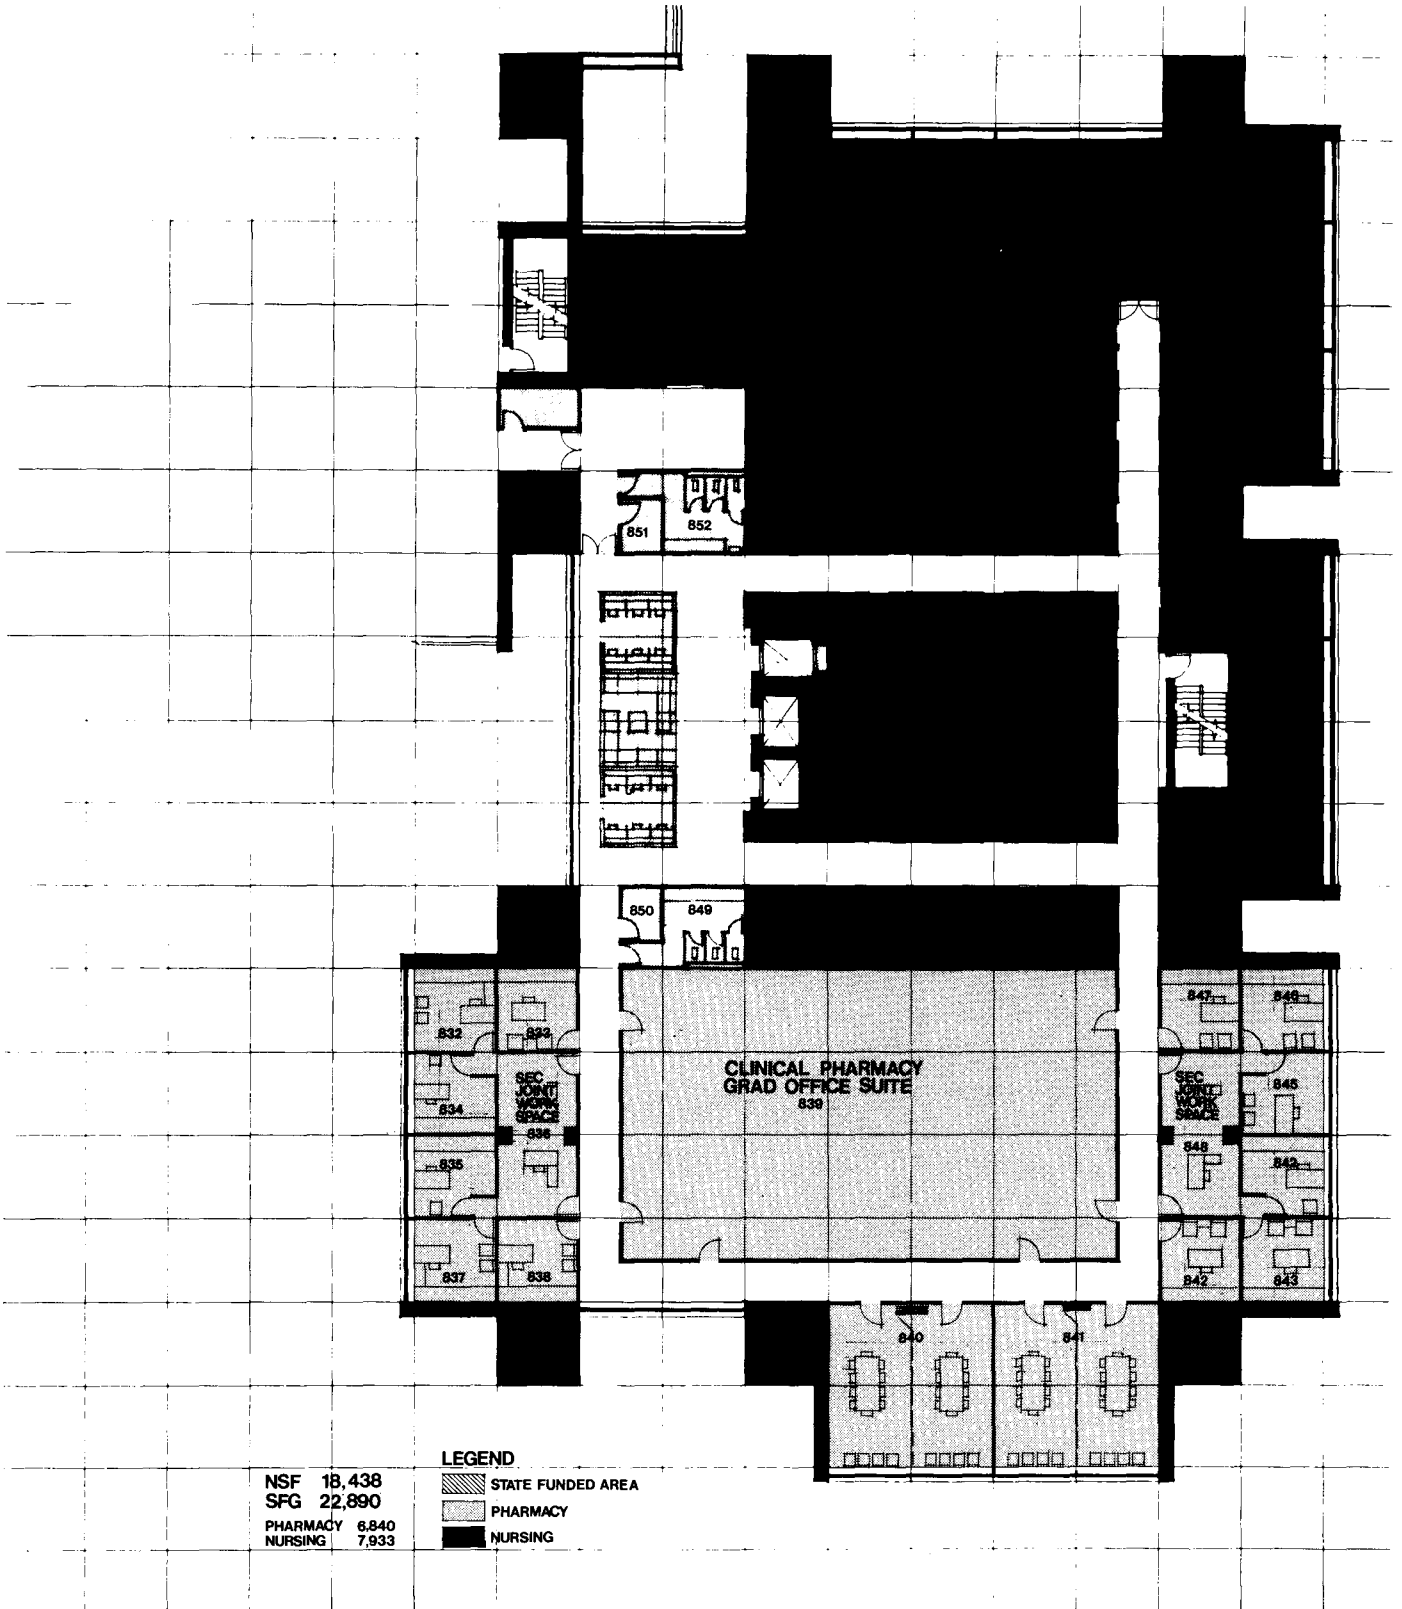 851
852
850
849
832
833
847
846
SEC
JOINT
WORK
SPACE
836
834
835
837
838
CLINICAL PHARMACY
GRAD OFFICE SUITE
839
SEC
JOINT
WORK
SPACE
848
845
842
842
843
840
841
LEGEND
STATE FUNDED AREA
PHARMACY
NURSING
NSF 18,438
SFG 22,890
PHARMACY 6,840
NURSING 7,933